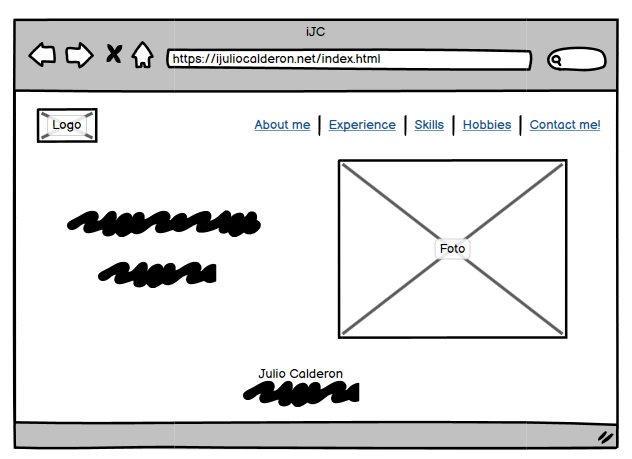 iJC
https://ijuliocalderon.net/index.html
Logo
About me | Experience | Skills | Hobbies | Contact me!
Foto
Julio Calderon